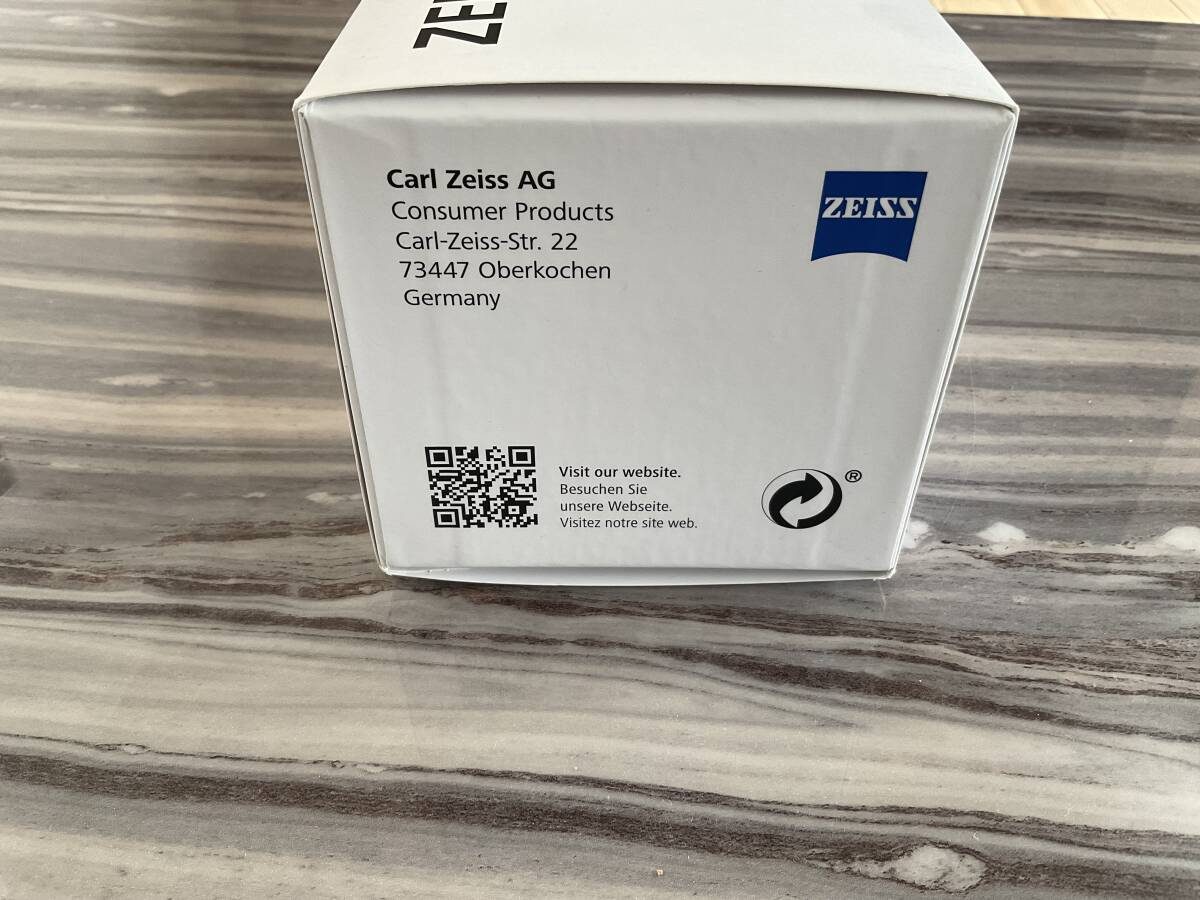 Carl Zeiss AG
Consumer Products
Carl-Zeiss-Str. 22
73447 Oberkochen
Germany
ZEISS
Visit our website.
Besuchen Sie
unsere Webseite.
Visitez notre site web.
®